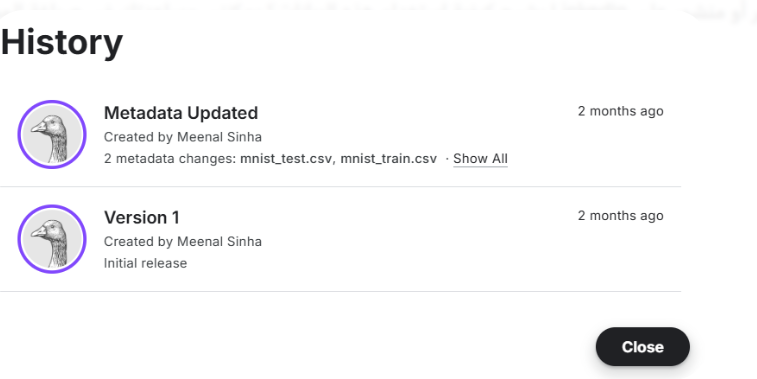 History
Metadata Updated
2 months ago
Created by Meenal Sinha
2 metadata changes: mnist_test.csv, mnist_train.csv · Show All
Version 1
2 months ago
Created by Meenal Sinha
Initial release
Close